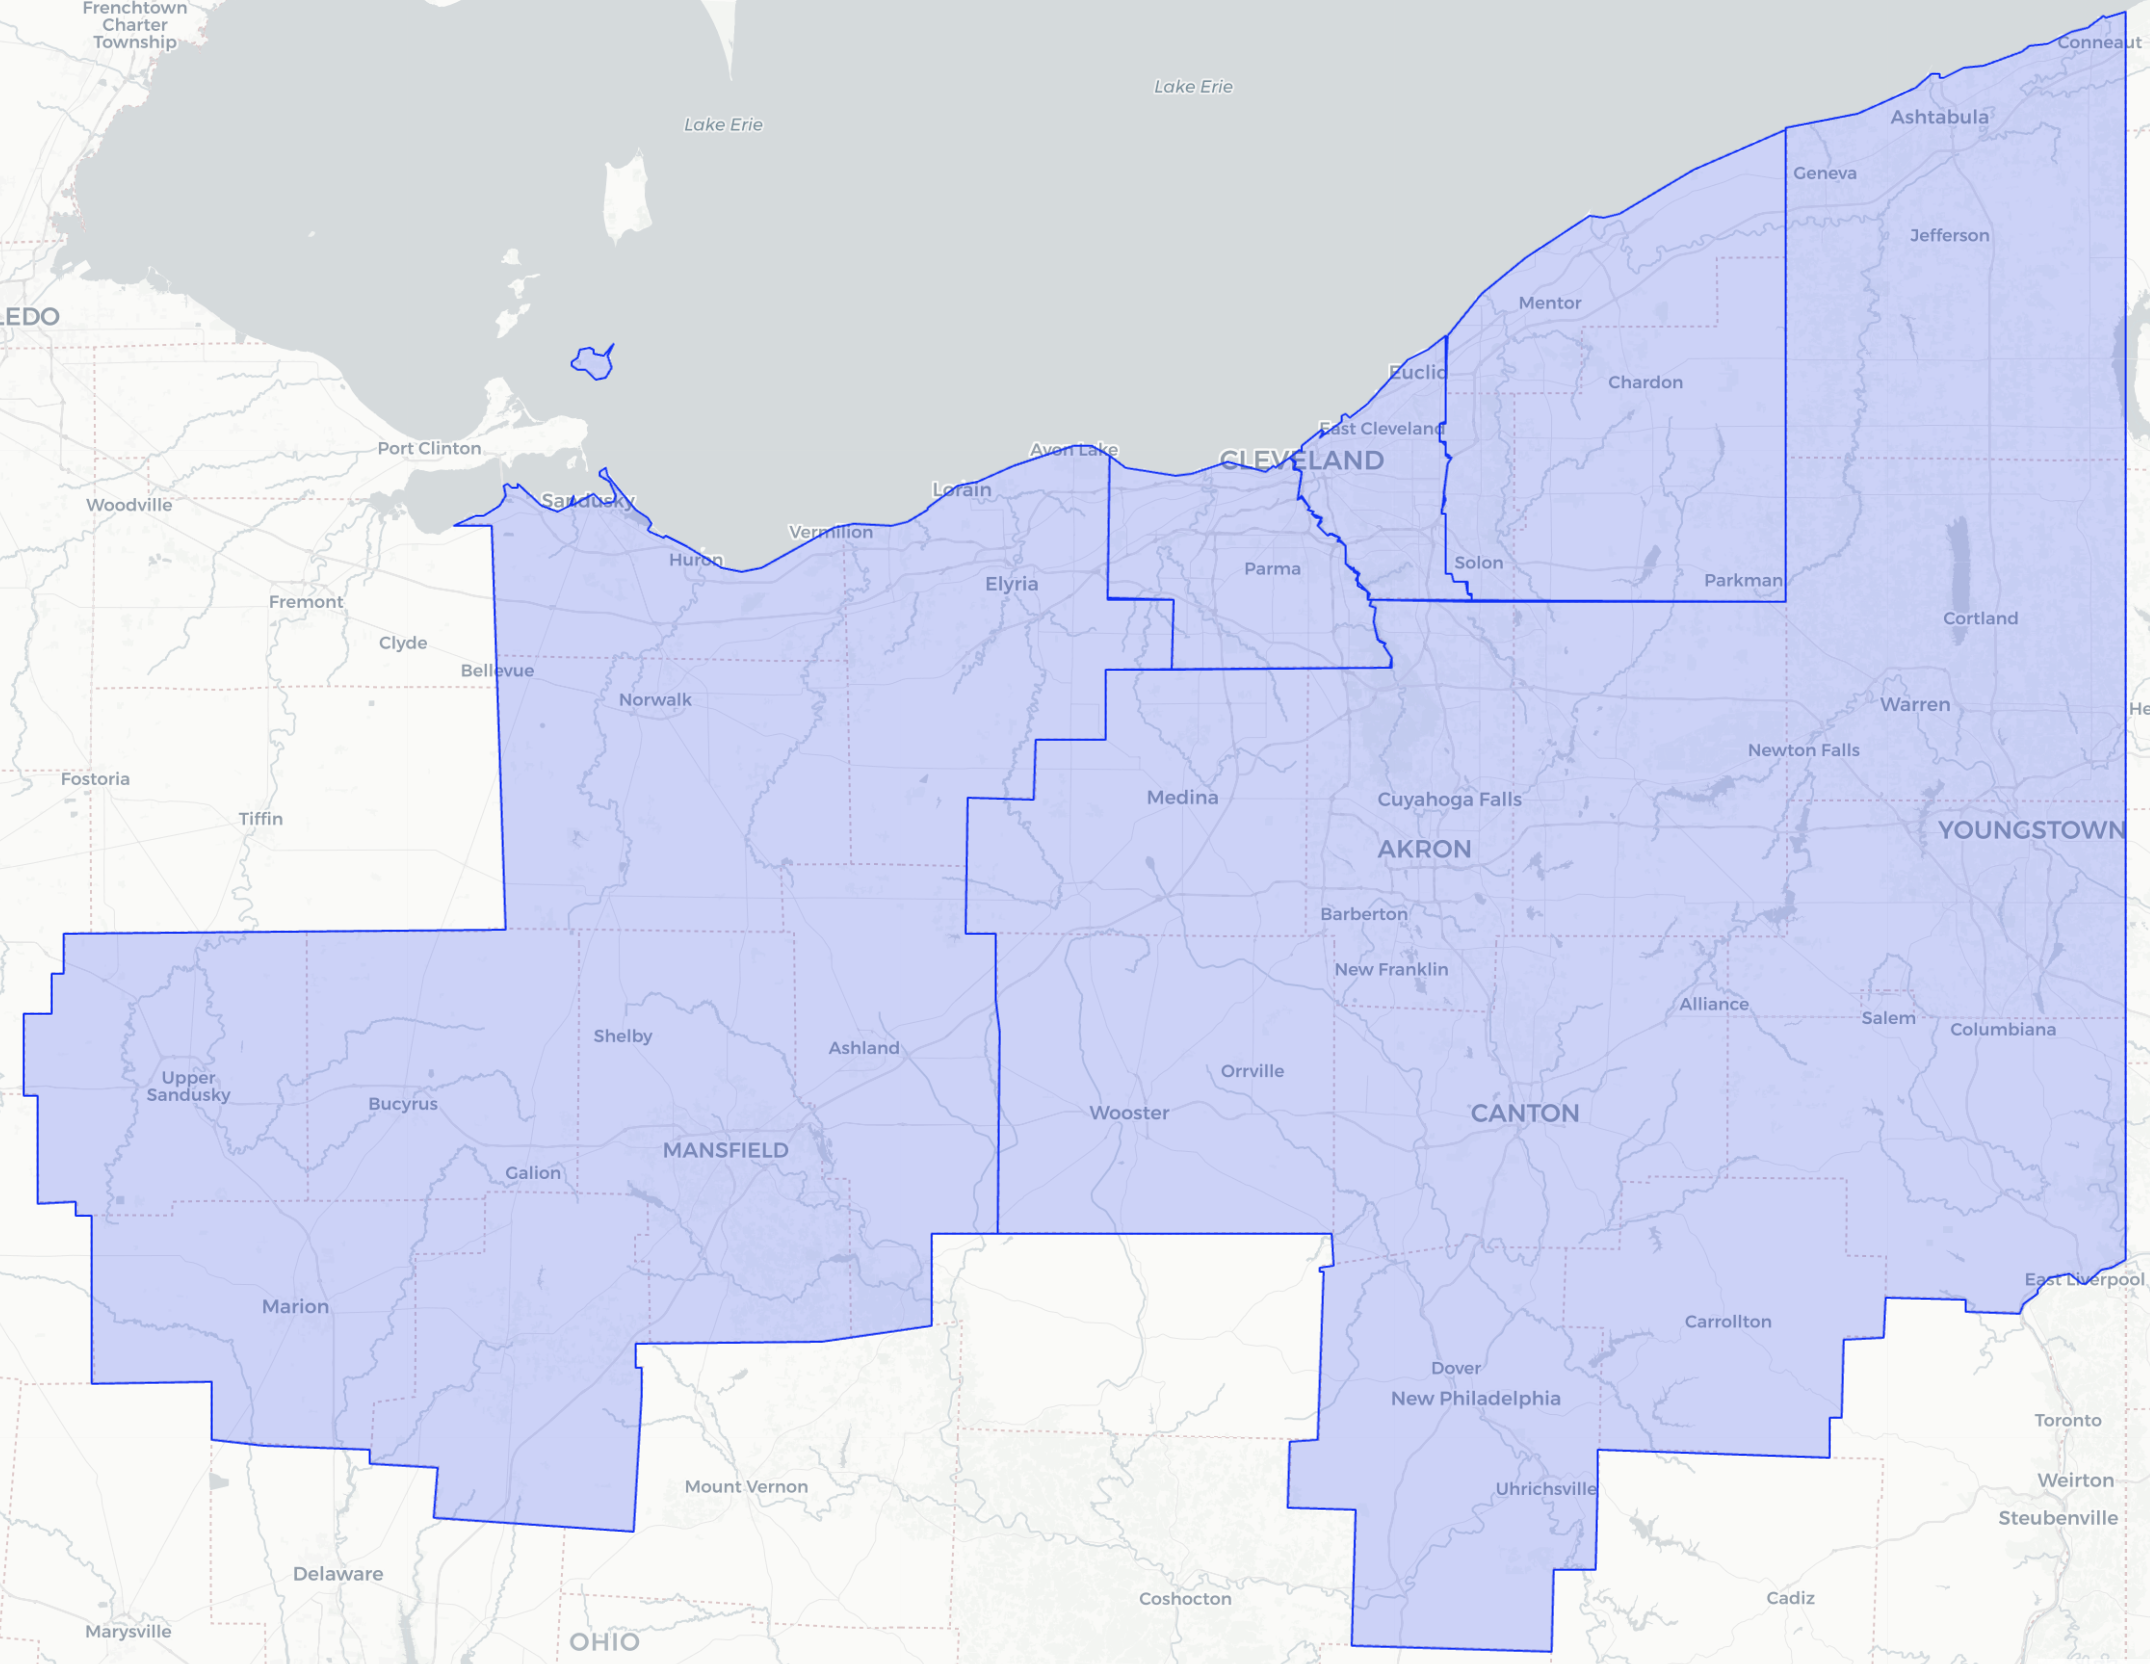 Frenchtown
Charter
Township
Conneaut
Lake Erie
Lake Erie
Ashtabula
Geneva
Jefferson
LEDO
Mentor
Euclid
Chardon
East Cleveland
Port Clinton
Avon Lake
CLEVELAND
Woodville
Sandusky
Lorain
Vermilion
Huron
Elyria
Parma
Solon
Parkman
Fremont
Cortland
Clyde
Bellevue
Norwalk
Warren
He
Newton Falls
Fostoria
Tiffin
Medina
Cuyahoga Falls
YOUNGSTOWN
AKRON
Barberton
New Franklin
Alliance
Salem
Columbiana
Shelby
Ashland
Upper
Sandusky
Bucyrus
Orrville
Wooster
CANTON
MANSFIELD
Galion
East Liverpool
Marion
Carrollton
Dover
New Philadelphia
Toronto
Mount Vernon
Uhrichsville
Weirton
Steubenville
Delaware
Coshocton
Cadiz
Marysville
OHIO